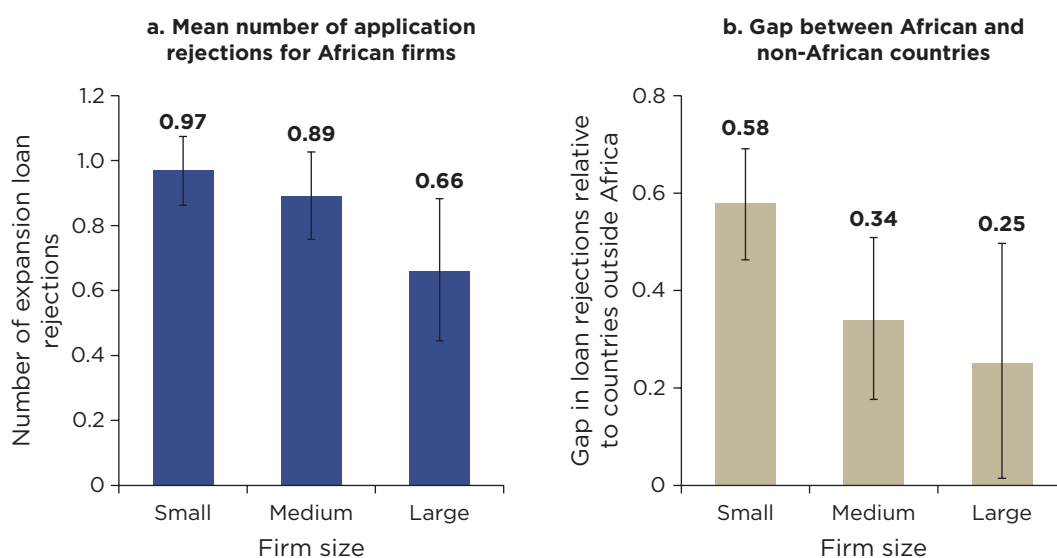 a. Mean number of application
rejections for African firms
Number of expansion loan
rejections
1.2
1.0
0.8
0.6
0.4
0.2
0
0.97
0.89
0.66
Small Medium Large
Firm size
b. Gap between African and
non-African countries
Gap in loan rejections relative
to countries outside Africa
0.8
0.6
0.4
0.2
0
0.58
0.34
0.25
Small Medium Large
Firm size